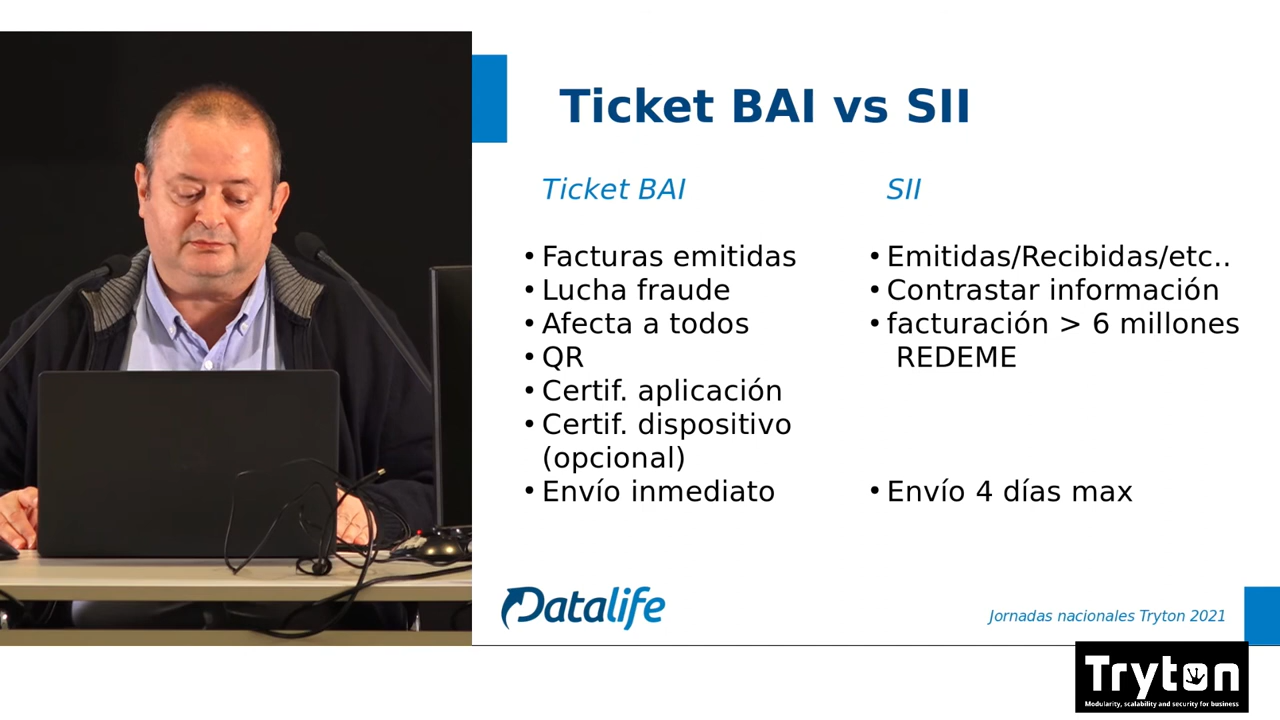 Ticket BAI vs SII
Ticket BAI
• Facturas emitidas
• Lucha fraude
• Afecta a todos
• QR
• Certif. aplicación
• Certif. dispositivo
(opcional)
• Envío inmediato
SII
• Emitidas/Recibidas/etc..
• Contrastar información
• facturación > 6 millones
REDEME
• Envío 4 días max
Datalife
Jornadas nacionales Tryton 2021
Tryton
Modularity, scalability and security for business